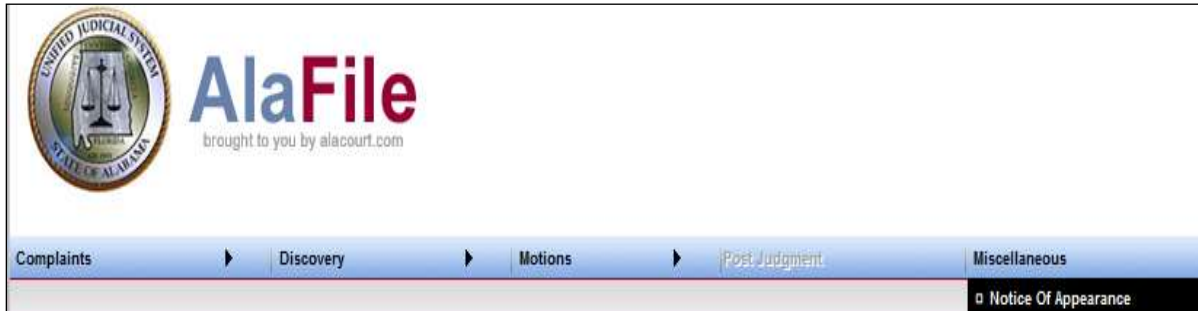 UNIFIED JUDICIAL SYSTEM
STATE OF ALABAMA
AlaFile
brought to you by alacourt.com
Complaints Discovery Motions Post Judgment Miscellaneous
Notice Of Appearance